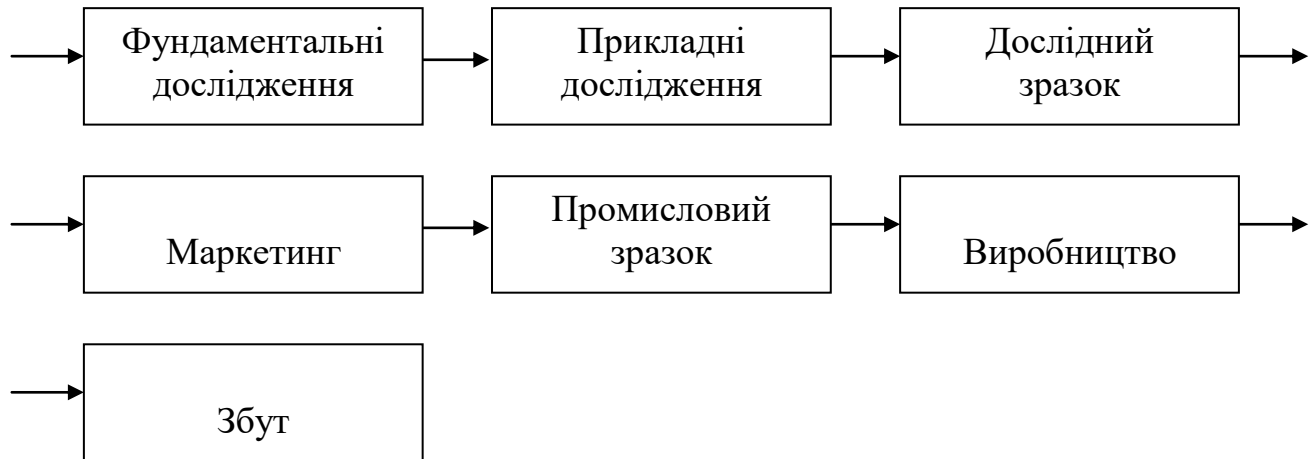 Фундаментальні
дослідження
Прикладні
дослідження
Дослідний
зразок
Маркетинг
Промисловий
зразок
Виробництво
Збут